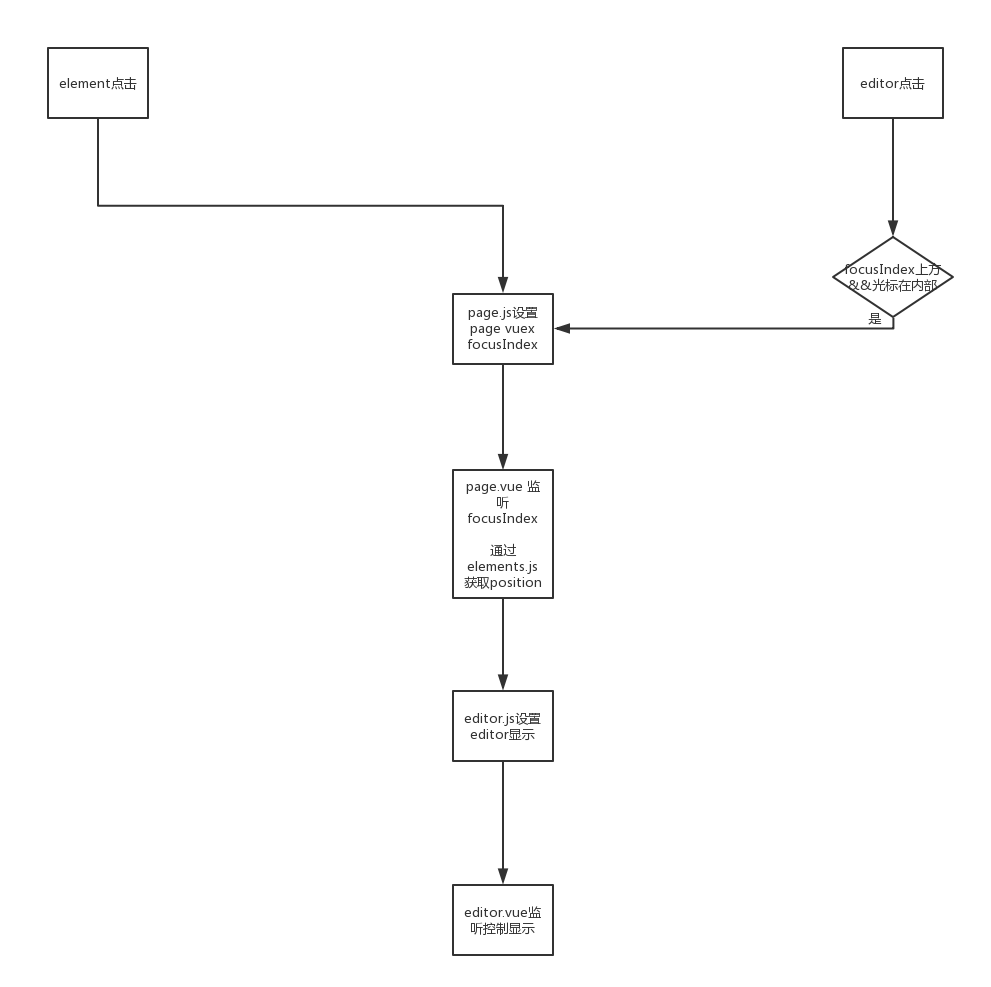 element点击
editor点击
focusIndex上方
&&光标在内部
是
page.js设置
page vuex
focusIndex
page.vue 监
听
focusIndex
通过
elements.js
获取position
editor.js设置
editor显示
editor.vue监
听控制显示